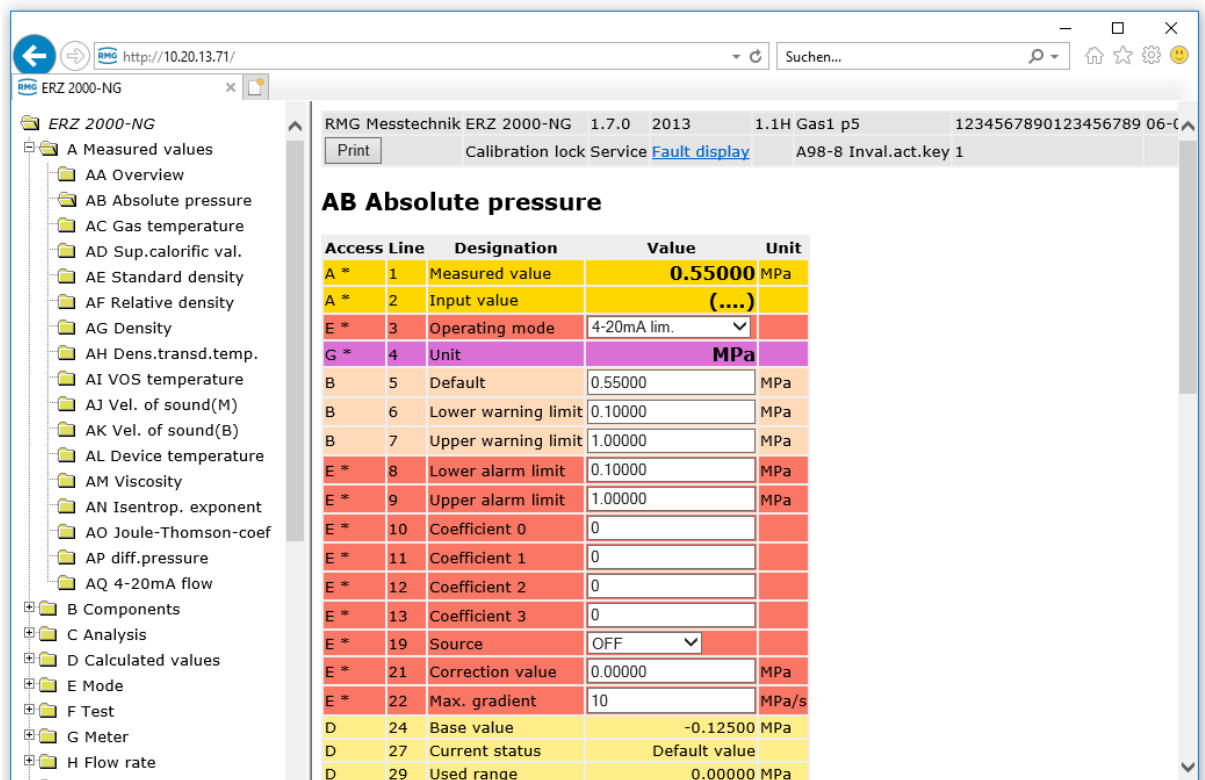 RMG http://10.20.13.71/
Suchen...
RMG ERZ 2000-NG
ERZ 2000-NG
A Measured values
AA Overview
AB Absolute pressure
AC Gas temperature
AD Sup.calorific val.
AE Standard density
AF Relative density
AG Density
AH Dens.transd.temp.
AI VOS temperature
AJ Vel. of sound(M)
AK Vel. of sound(B)
AL Device temperature
AM Viscosity
AN Isentrop. exponent
AO Joule-Thomson-coef
AP diff.pressure
AQ 4-20mA flow
B Components
C Analysis
D Calculated values
E Mode
F Test
G Meter
H Flow rate
RMG Messtechnik ERZ 2000-NG 1.7.0 2013 1.1H Gas1 p5 1234567890123456789 06-0
Print Calibration lock Service Fault display A98-8 Inval.act.key 1
AB Absolute pressure
Access Line Designation Value Unit
A * 1 Measured value 0.55000 MPa
A * 2 Input value (....)
E * 3 Operating mode 4-20mA lim.
G * 4 Unit MPa
B 5 Default 0.55000 MPa
B 6 Lower warning limit 0.10000 MPa
B 7 Upper warning limit 1.00000 MPa
E * 8 Lower alarm limit 0.10000 MPa
E * 9 Upper alarm limit 1.00000 MPa
E * 10 Coefficient 0 0
E * 11 Coefficient 1 0
E * 12 Coefficient 2 0
E * 13 Coefficient 3 0
E * 19 Source OFF
E * 21 Correction value 0.00000 MPa
E * 22 Max. gradient 10 MPa/s
D 24 Base value -0.12500 MPa
D 27 Current status Default value
D 29 Used range 0.00000 MPa